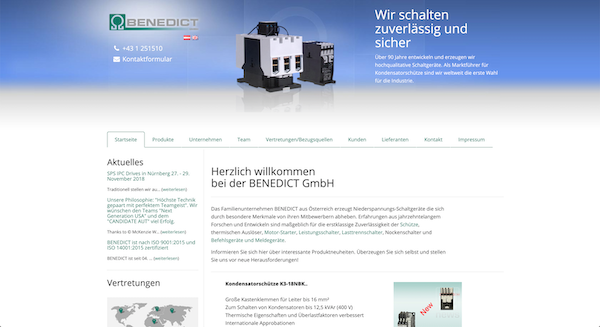 BENEDICT
+43 1 251510
Kontaktformular
Wir schalten
zuverlässig und
sicher
Über 90 Jahre entwickeln und erzeugen wir
hochqualitative Schaltgeräte. Als Marktführer für
Kondensatorschütze sind wir weltweit die erste Wahl
für die Industrie.
Startseite Produkte Unternehmen Team Vertretungen/Bezugsquellen Kunden Lieferanten Kontakt Impressum
Aktuelles
SPS IPC Drives in Nürnberg 27. - 29.
November 2018
Traditionell stellen wir au... (weiterlesen)
Unsere Philosophie: "Höchste Technik
gepaart mit perfektem Teamgeist". Wir
wünschen den Teams "Next
Generation USA" und dem
"CANDIDATE AUT" viel Erfolg.
Thanks to D McKenzie W... (weiterlesen)
BENEDICT ist nach ISO 9001:2015 und
ISO 14001:2015 zertifiziert
BENEDICT ist seit 04. ... (weiterlesen)
Vertretungen
Herzlich willkommen
bei der BENEDICT GmbH
Das Familienunternehmen BENEDICT aus Österreich erzeugt Niederspannungs-Schaltgeräte die sich
durch besondere Merkmale von ihren Mitbewerbern abheben. Erfahrungen aus jahrzehntelangem
Forschen und Entwickeln sind maßgeblich für die erstklassige Zuverlässigkeit der Schütze,
thermischen Auslöser, Motor-Starter, Leistungsschalter, Lasttrennschalter, Nockenschalter und
Befehlsgeräte und Meldegeräte.
Informieren Sie sich hier über interessante Produktneuheiten. Überzeugen Sie sich selbst und stellen
Sie uns vor neue Herausforderungen!
Kondensatorschütze K3-18NBK..
Große Kastenklemmen für Leiter bis 16 mm²
Zum Schalten von Kondensatoren bis 12,5 kVAr (400 V)
Thermische Eigenschaften und Überlastfaktoren verbessert
Internationale Approbationen
New